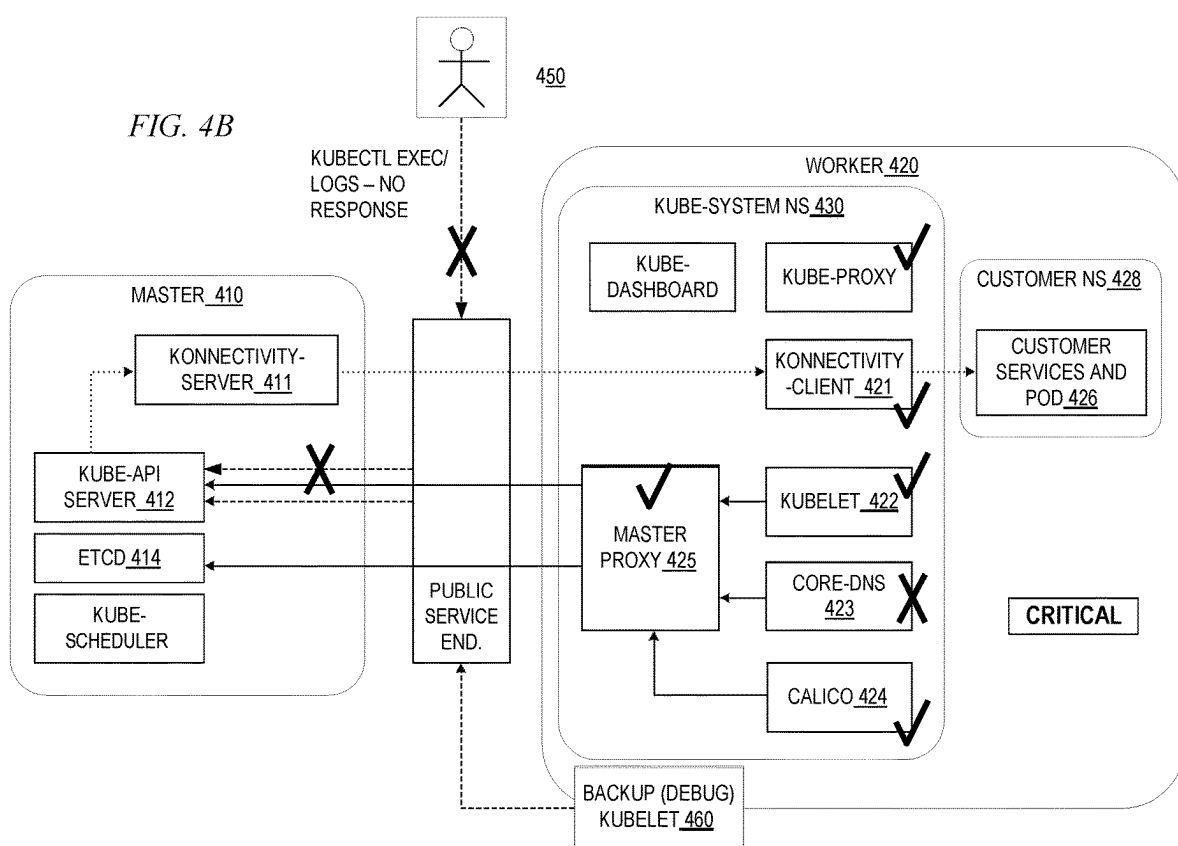 450
FIG. 4B
KUBECTL EXEC/
LOGS – NO
RESPONSE
WORKER 420
KUBE-SYSTEM NS 430
KUBE-
DASHBOARD
KUBE-PROXY
CUSTOMER NS 428
MASTER 410
KONNECTIVITY-
SERVER 411
KONNECTIVITY
-CLIENT 421
CUSTOMER
SERVICES AND
POD 426
KUBE-API
SERVER 412
MASTER
PROXY 425
KUBELET 422
ETCD 414
CORE-DNS
423
CRITICAL
KUBE-
SCHEDULER
PUBLIC
SERVICE
END.
CALICO 424
BACKUP (DEBUG)
KUBELET 460